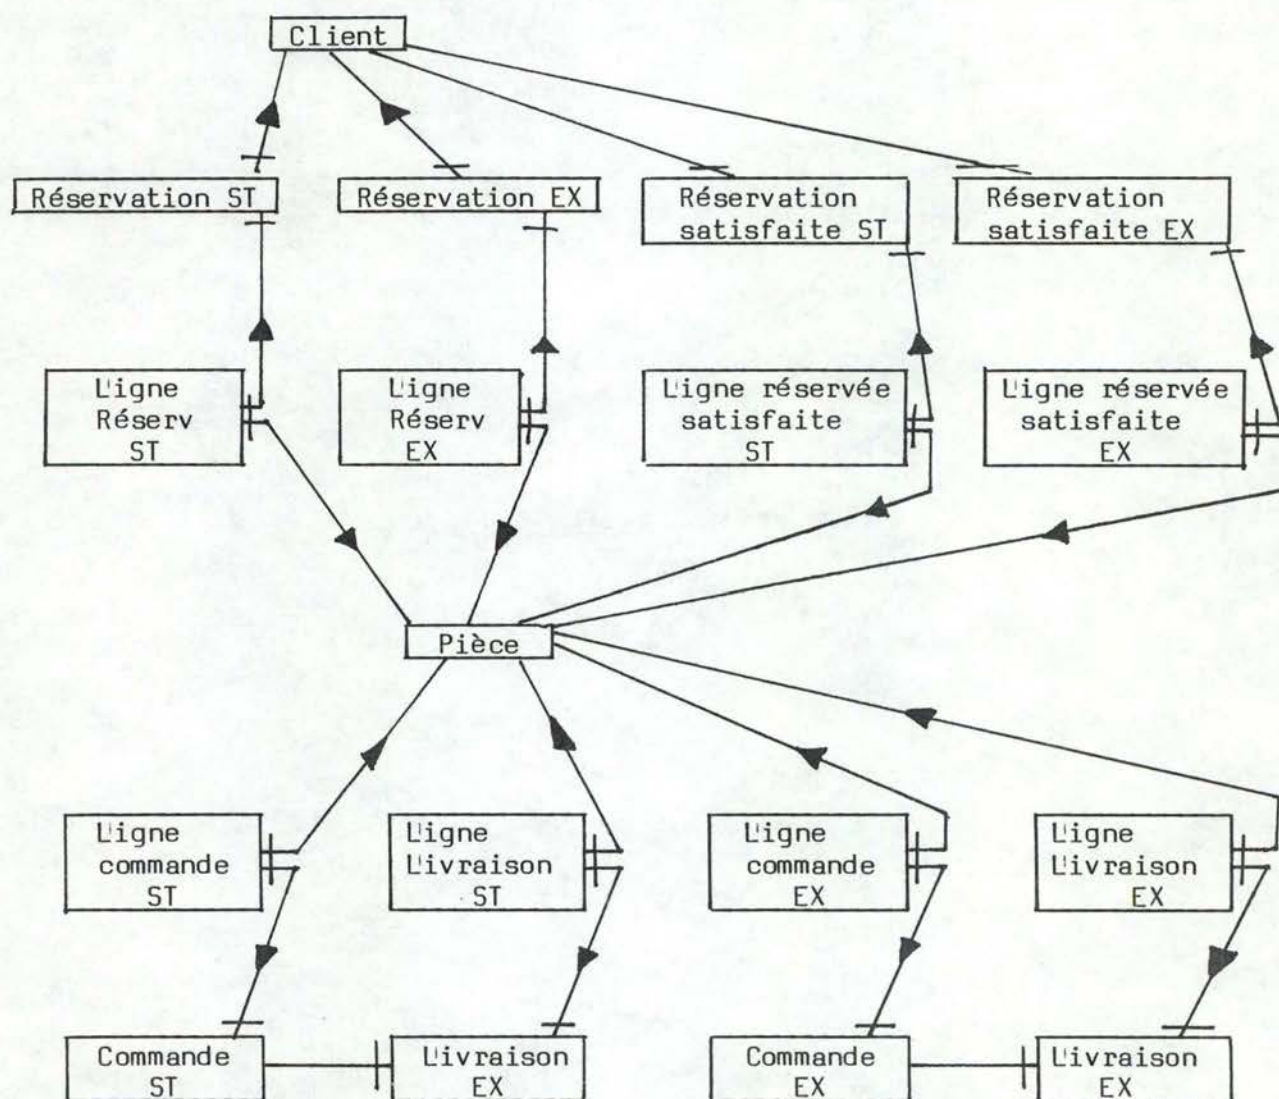 Client
Réservation ST
Réservation EX
Réservation
satisfaite ST
Réservation
satisfaite EX
Ligne
Réserv
ST
Ligne
Réserv
EX
Ligne réservée
satisfaite
ST
Ligne réservée
satisfaite
EX
Pièce
Ligne
commande
ST
Ligne
Livraison
ST
Ligne
commande
EX
Ligne
Livraison
EX
Commande
ST
Livraison
EX
Commande
EX
Livraison
EX